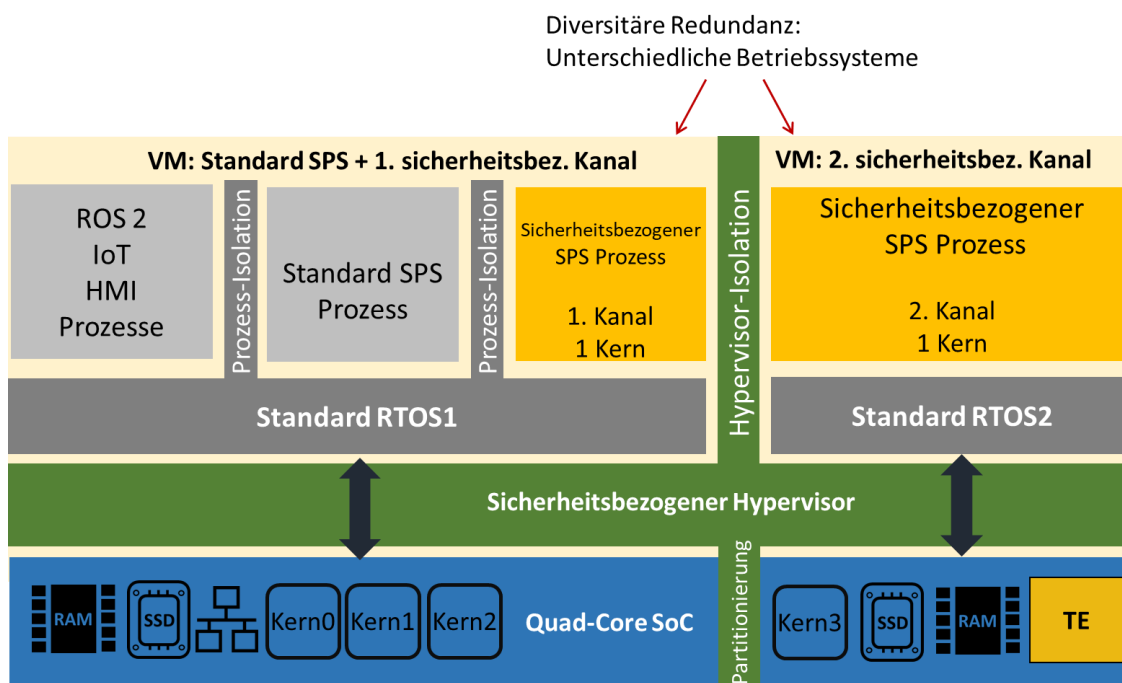 Diversitäre Redundanz:
Unterschiedliche Betriebssysteme
VM: Standard SPS + 1. sicherheitsbez. Kanal
ROS 2
IoT
HMI
Prozesse
Prozess-Isolation
Standard SPS
Prozess
Prozess-Isolation
Sicherheitsbezogener
SPS Prozess
1. Kanal
1 Kern
Standard RTOS1
Hypervisor-Isolation
VM: 2. sicherheitsbez. Kanal
Sicherheitsbezogener
SPS Prozess
2. Kanal
1 Kern
Standard RTOS2
Sicherheitsbezogener Hypervisor
RAM
SSD
Kern0
Kern1
Kern2
Quad-Core SoC
Partitionierung
Kern3
SSD
RAM
TE